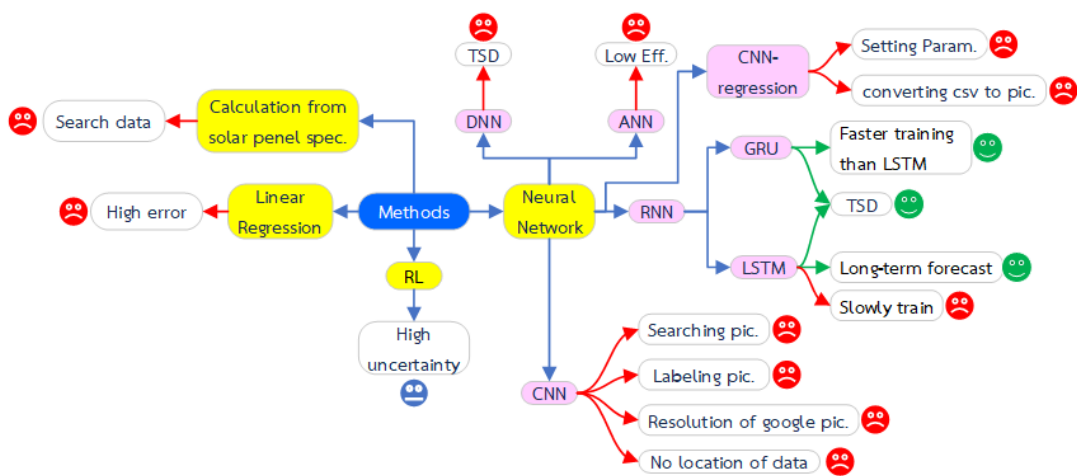 TSD
Low Eff.
CNN-
regression
Setting Param.
converting csv to pic.
Search data
Calculation from
solar penel spec.
DNN
ANN
GRU
Faster training
than LSTM
High error
Linear
Regression
Methods
Neural
Network
RNN
TSD
RL
LSTM
Long-term forecast
Slowly train
High
uncertainty
CNN
Searching pic.
Labeling pic.
Resolution of google pic.
No location of data